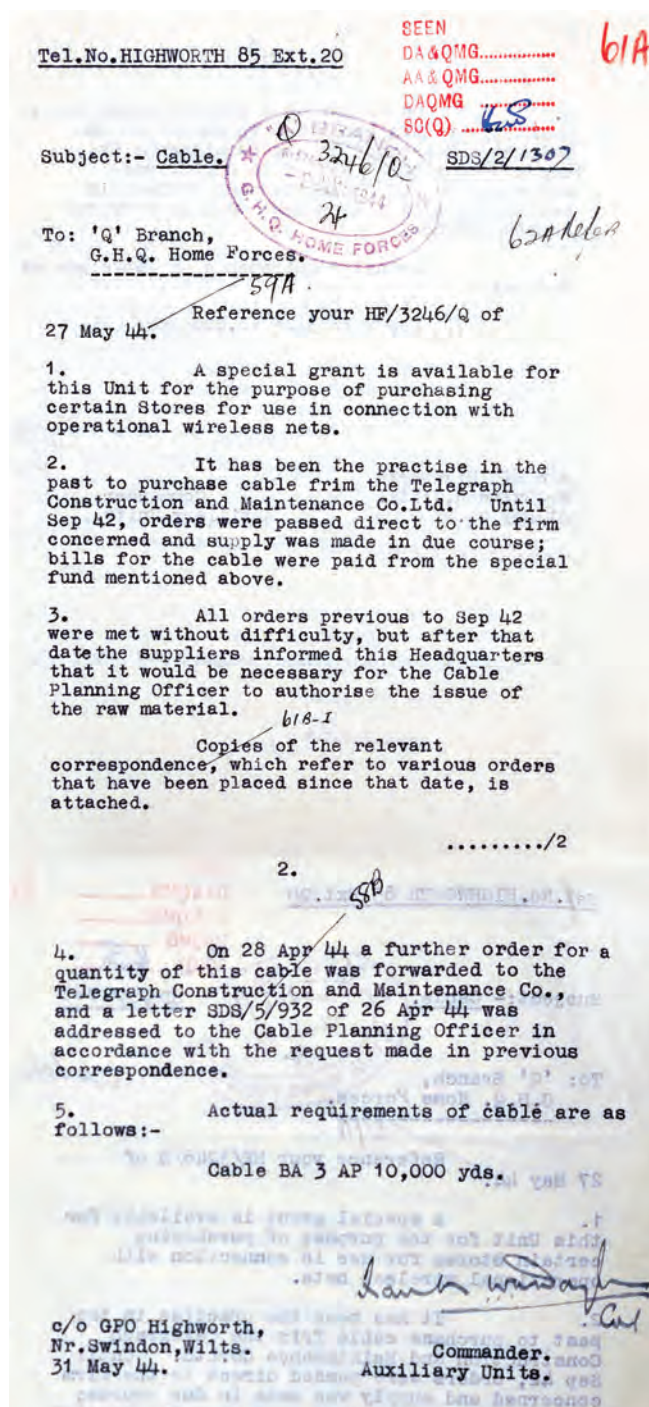 SEEN
61A
Tel.No.HIGHWORTH 85 Ext.20
DA&QMG................
AA&QMG................
DAQMG ................
SC(Q) ................
Q BRANCH
3246/Q
Subject:- Cable.
SDS/2/1307
1944
24
G.H.Q. HOME FORCES
To: 'Q' Branch,
G.H.Q. Home Forces.
------------------
62A
59A
Reference your HF/3246/Q of
27 May 44.
1. A special grant is available for
this Unit for the purpose of purchasing
certain Stores for use in connection with
operational wireless nets.
2. It has been the practise in the
past to purchase cable frim the Telegraph
Construction and Maintenance Co.Ltd. Until
Sep 42, orders were passed direct to the firm
concerned and supply was made in due course;
bills for the cable were paid from the special
fund mentioned above.
3. All orders previous to Sep 42
were met without difficulty, but after that
date the suppliers informed this Headquarters
that it would be necessary for the Cable
Planning Officer to authorise the issue of
the raw material.
61B-I
Copies of the relevant
correspondence, which refer to various orders
that have been placed since that date, is
attached.
........./2
2.
58B
4. On 28 Apr 44 a further order for a
quantity of this cable was forwarded to the
Telegraph Construction and Maintenance Co.,
and a letter SDS/5/932 of 26 Apr 44 was
addressed to the Cable Planning Officer in
accordance with the request made in previous
correspondence.
5. Actual requirements of cable are as
follows:-
Cable BA 3 AP 10,000 yds.
Col
c/o GPO Highworth,
Nr.Swindon,Wilts. Commander.
31 May 44. Auxiliary Units.